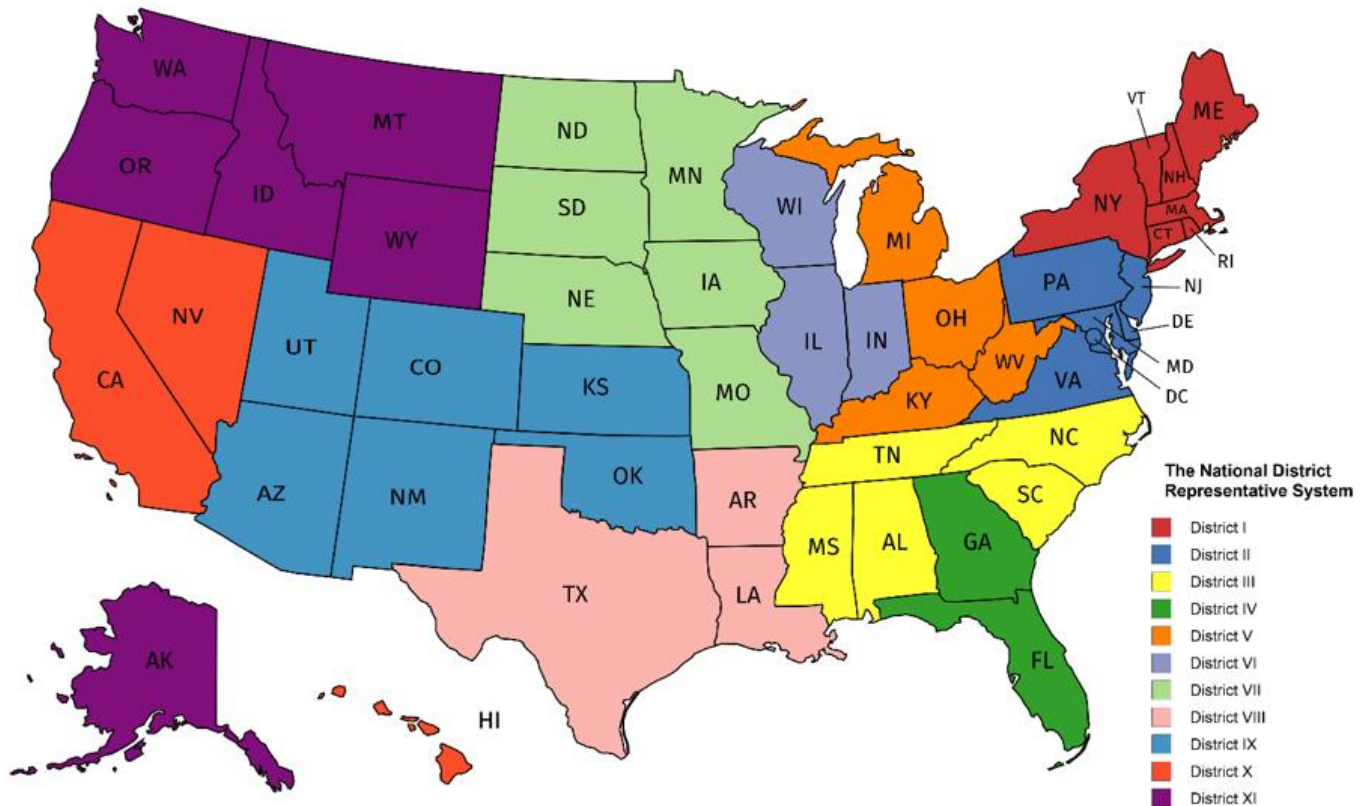 WA
MT
ND
MN
VT
ME
OR
ID
SD
WI
MI
NY
NH
MA
CT
RI
WY
NE
IA
PA
NJ
NV
UT
CO
IL
IN
OH
DE
MD
DC
CA
KS
MO
WV
VA
KY
AZ
NM
OK
AR
TN
NC
SC
MS
AL
GA
TX
LA
FL
AK
HI
The National District
Representative System
District I
District II
District III
District IV
District V
District VI
District VII
District VIII
District IX
District X
District XI